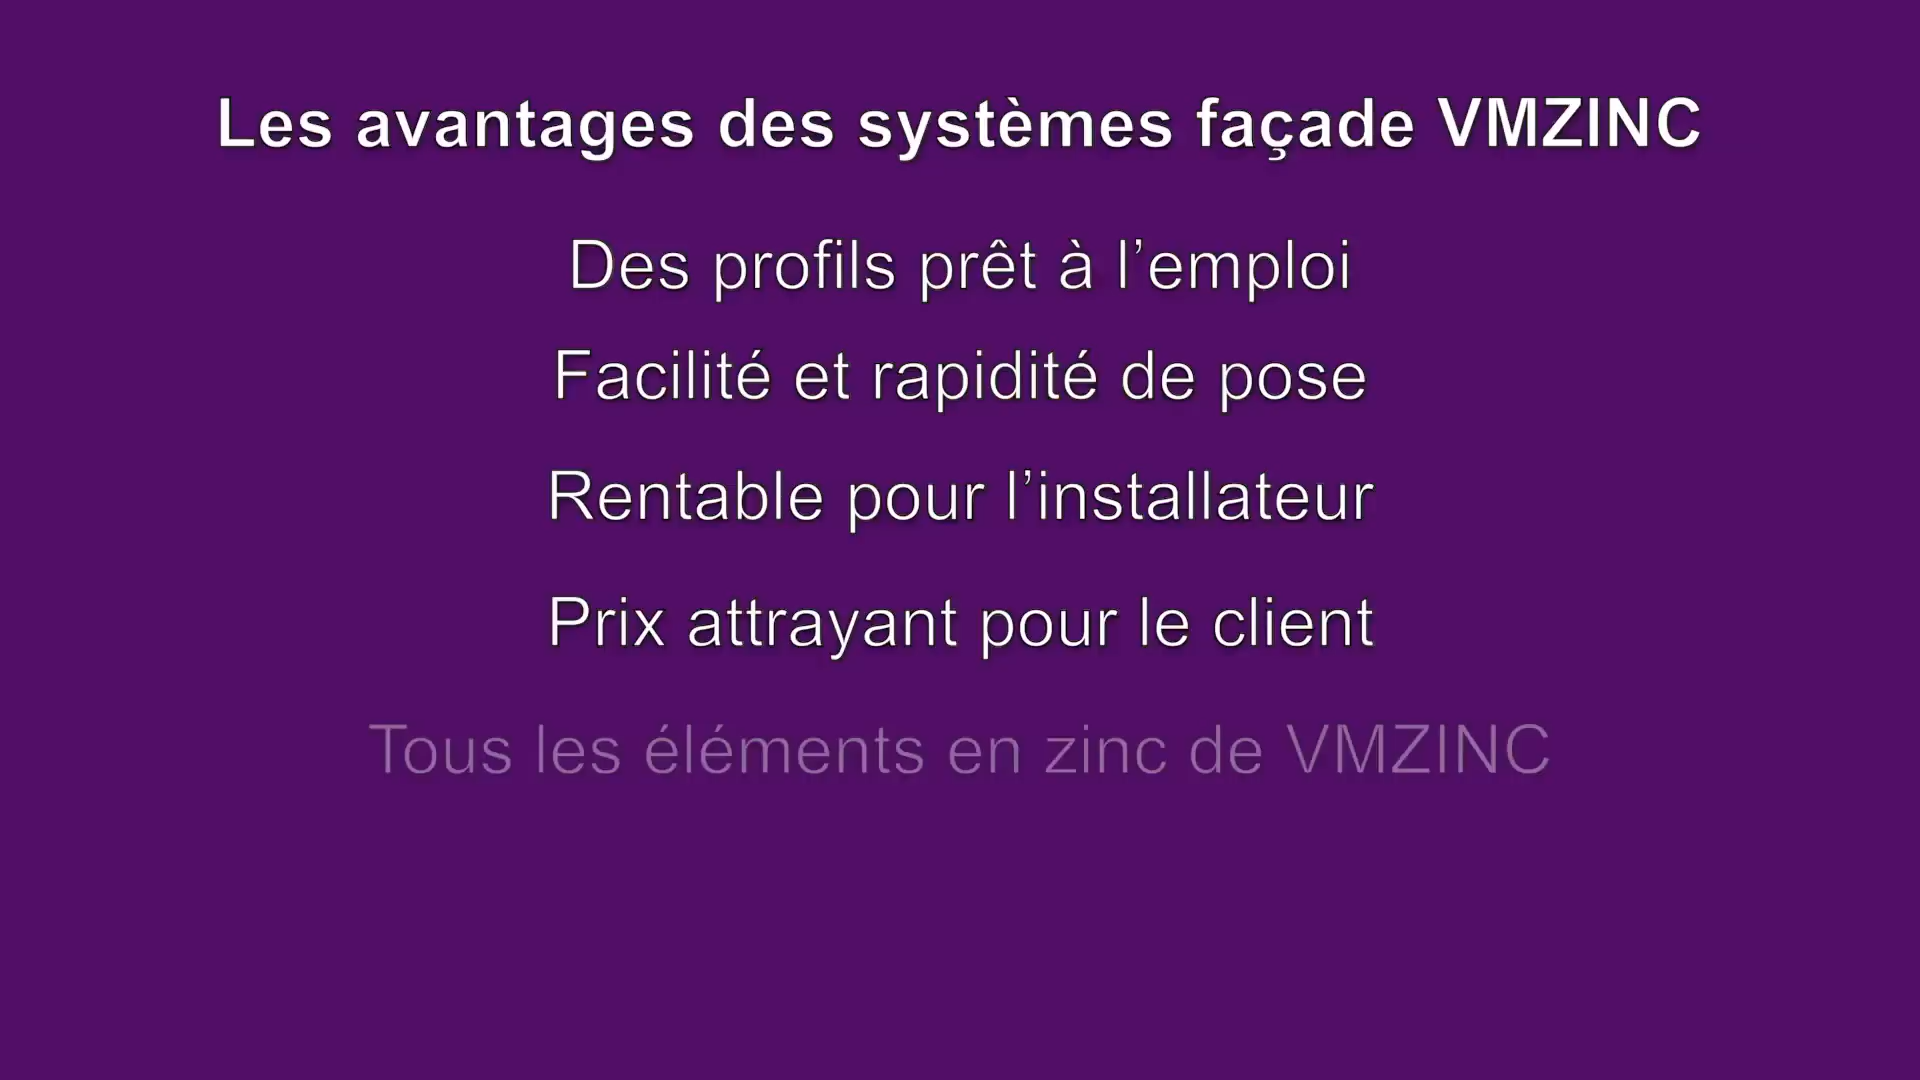 Les avantages des systèmes façade VMZINC
Des profils prêt à l’emploi
Facilité et rapidité de pose
Rentable pour l’installateur
Prix attrayant pour le client
Tous les éléments en zinc de VMZINC